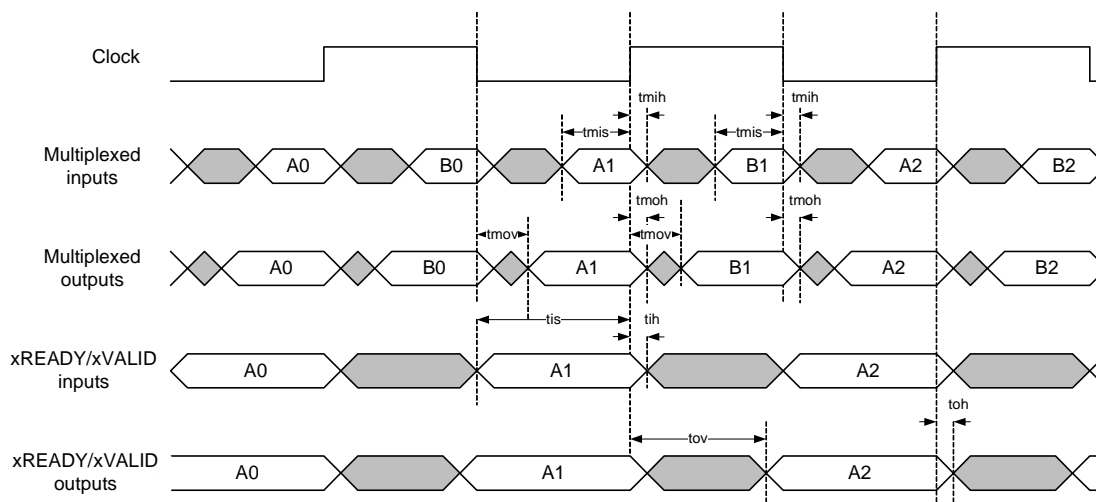 Clock
tmih
tmih
tmis
tmis
Multiplexed
inputs
A0
B0
A1
B1
A2
B2
tmoh
tmoh
tmov
tmov
Multiplexed
outputs
A0
B0
A1
B1
A2
B2
tis
tih
xREADY/xVALID
inputs
A0
A1
A2
toh
tov
xREADY/xVALID
outputs
A0
A1
A2